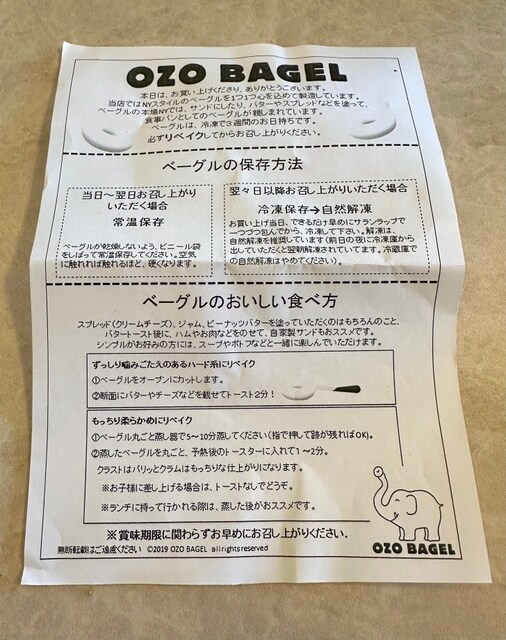 OZO BAGEL
本日は、お買い上げくださり、ありがとうございます。
当店ではNYスタイルのベーグルを1つ1つ心を込めて製造しています。
ベーグルの本場NYでは、サンドにしたり、バターやスプレッドなどを塗って、
食事パンとしてのベーグルが親しまれています。
ベーグルは、冷凍で3週間のお日持ちです。
必ずリベイクしてからお召し上がりください。
ベーグルの保存方法
当日～翌日お召し上がり
いただく場合
常温保存
ベーグルが乾燥しないよう、ビニール袋
をしばって常温保存してください。空気
に触れれば触れるほど、硬くなります。
翌々日以降お召し上がりいただく場合
冷凍保存→自然解凍
お買い上げ当日、できるだけ早めにサランラップで
一つづつ包んでから、冷凍して下さい。解凍は、
自然解凍を推奨しています(前日の夜に冷凍庫から
出していただくと翌朝解凍されています。冷蔵庫で
の自然解凍はやめてください)。
ベーグルのおいしい食べ方
スプレッド(クリームチーズ)、ジャム、ピーナッツバターを塗っていただくのはもちろんのこと、
バタートースト後に、ハムやお肉などをのせて、自家製サンドもおススメです。
シンプルがお好みの方には、スープやポトフなどと一緒に楽しんでいただけます。
ずっしり噛みごたえのあるハード系にリベイク
①ベーグルをオープンにカットします。
②断面にバターやチーズなどを載せてトースト2分!
もっちり柔らかめにリベイク
①ベーグル丸ごと蒸し器で5～10分蒸してください(指で押して跡が残ればOK)。
②蒸したベーグルを丸ごと、予熱後のトースターに入れて1～2分。
クラストはパリッとクラムはもっちりな仕上がりになります。
※お子様に差し上げる場合は、トーストなしでどうぞ。
※ランチに持って行かれる際は、蒸した後がおススメです。
※賞味期限に関わらずお早めにお召し上がりください。
OZO BAGEL
無断転載はご遠慮ください ©2019 OZO BAGEL all rights reserved